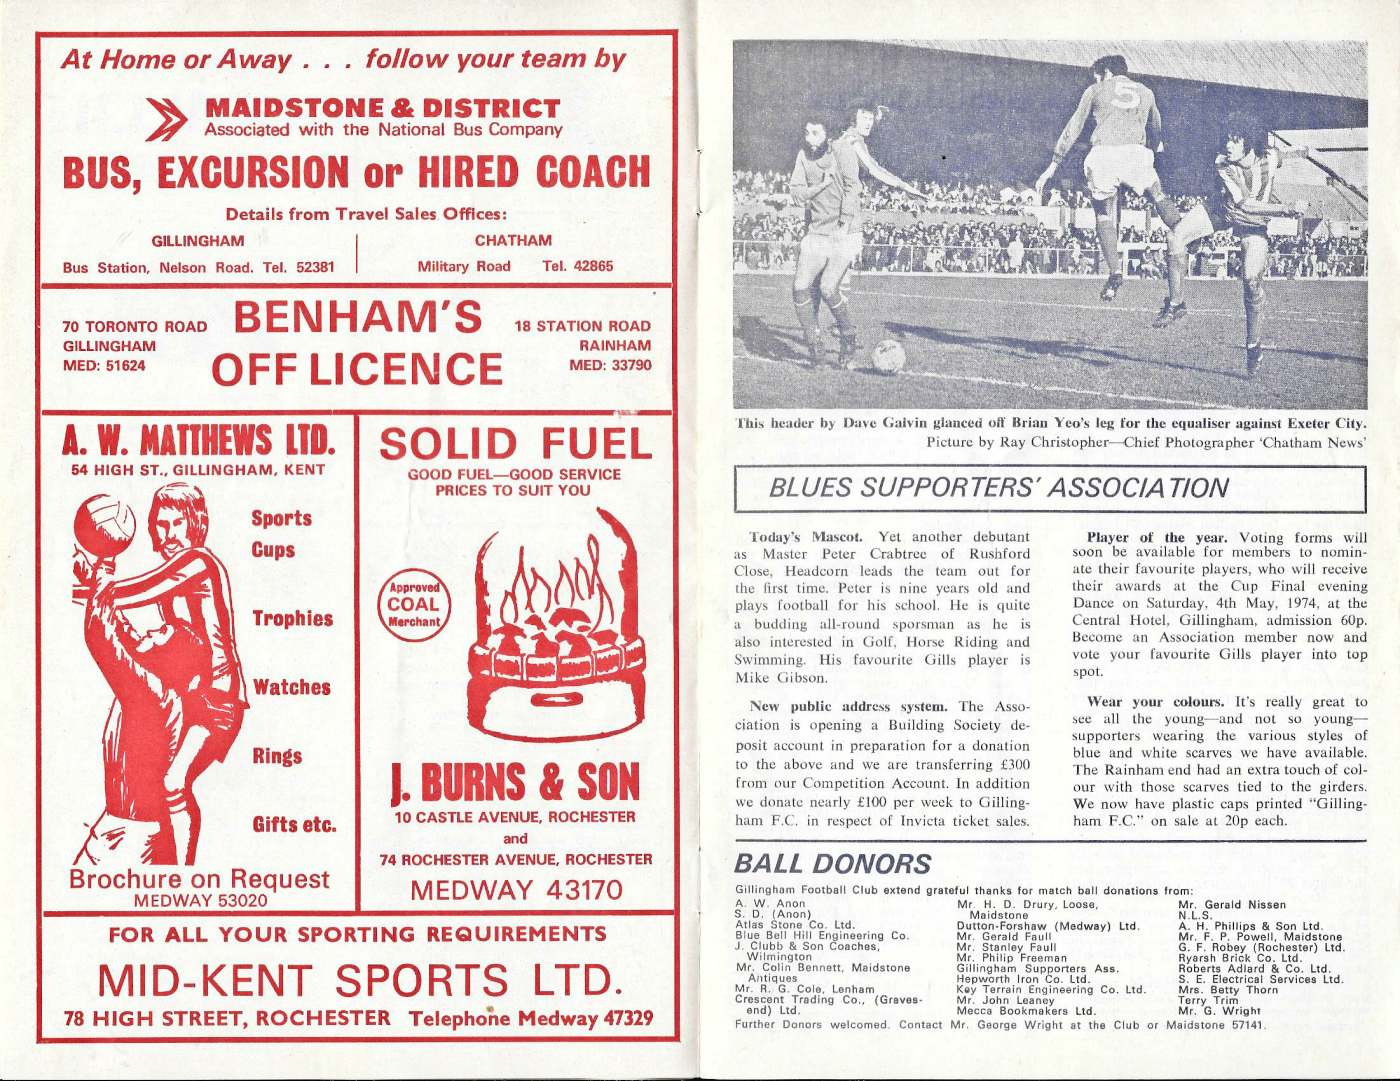 At Home or Away . . . follow your team by
MAIDSTONE & DISTRICT
Associated with the National Bus Company
BUS, EXCURSION or HIRED COACH
Details from Travel Sales Offices:
GILLINGHAM
Bus Station, Nelson Road. Tel. 52381
CHATHAM
Military Road Tel. 42865
70 TORONTO ROAD
GILLINGHAM
MED: 51624
BENHAM'S
OFF LICENCE
18 STATION ROAD
RAINHAM
MED: 33790
A. W. MATTHEWS LTD.
54 HIGH ST., GILLINGHAM, KENT
Sports
Cups
Trophies
Watches
Rings
Gifts etc.
Brochure on Request
MEDWAY 53020
SOLID FUEL
GOOD FUEL—GOOD SERVICE
PRICES TO SUIT YOU
Approved
COAL
Merchant
J. BURNS & SON
10 CASTLE AVENUE, ROCHESTER
and
74 ROCHESTER AVENUE, ROCHESTER
MEDWAY 43170
FOR ALL YOUR SPORTING REQUIREMENTS
MID-KENT SPORTS LTD.
78 HIGH STREET, ROCHESTER Telephone Medway 47329
5
This header by Dave Galvin glanced off Brian Yeo's leg for the equaliser against Exeter City.
Picture by Ray Christopher—Chief Photographer 'Chatham News'
BLUES SUPPORTERS' ASSOCIATION
Today's Mascot. Yet another debutant
as Master Peter Crabtree of Rushford
Close, Headcorn leads the team out for
the first time. Peter is nine years old and
plays football for his school. He is quite
a budding all-round sporsman as he is
also interested in Golf, Horse Riding and
Swimming. His favourite Gills player is
Mike Gibson.
New public address system. The Asso-
ciation is opening a Building Society de-
posit account in preparation for a donation
to the above and we are transferring £300
from our Competition Account. In addition
we donate nearly £100 per week to Gilling-
ham F.C. in respect of Invicta ticket sales.
Player of the year. Voting forms will
soon be available for members to nomin-
ate their favourite players, who will receive
their awards at the Cup Final evening
Dance on Saturday, 4th May, 1974, at the
Central Hotel, Gillingham, admission 60p.
Become an Association member now and
vote your favourite Gills player into top
spot.
Wear your colours. It's really great to
see all the young—and not so young—
supporters wearing the various styles of
blue and white scarves we have available.
The Rainham end had an extra touch of col-
our with those scarves tied to the girders.
We now have plastic caps printed "Gilling-
ham F.C." on sale at 20p each.
BALL DONORS
Gillingham Football Club extend grateful thanks for match ball donations from:
A. W. Anon
S. D. (Anon)
Atlas Stone Co. Ltd.
Blue Bell Hill Engineering Co.
J. Clubb & Son Coaches,
Wilmington
Mr. Colin Bennett, Maidstone
Antiques
Mr. R. G. Cole, Lenham
Crescent Trading Co., (Graves-
end) Ltd.
Mr. H. D. Drury, Loose,
Maidstone
Dutton-Forshaw (Medway) Ltd.
Mr. Gerald Faull
Mr. Stanley Faull
Mr. Philip Freeman
Gillingham Supporters Ass.
Hepworth Iron Co. Ltd.
Key Terrain Engineering Co. Ltd.
Mr. John Leaney
Mecca Bookmakers Ltd.
Mr. Gerald Nissen
N.L.S.
A. H. Phillips & Son Ltd.
Mr. F. P. Powell, Maidstone
G. F. Robey (Rochester) Ltd.
Ryarsh Brick Co. Ltd.
Roberts Adlard & Co. Ltd.
S. E. Electrical Services Ltd.
Mrs. Betty Thorn
Terry Trim
Mr. G. Wright
Further Donors welcomed. Contact Mr. George Wright at the Club or Maidstone 57141.